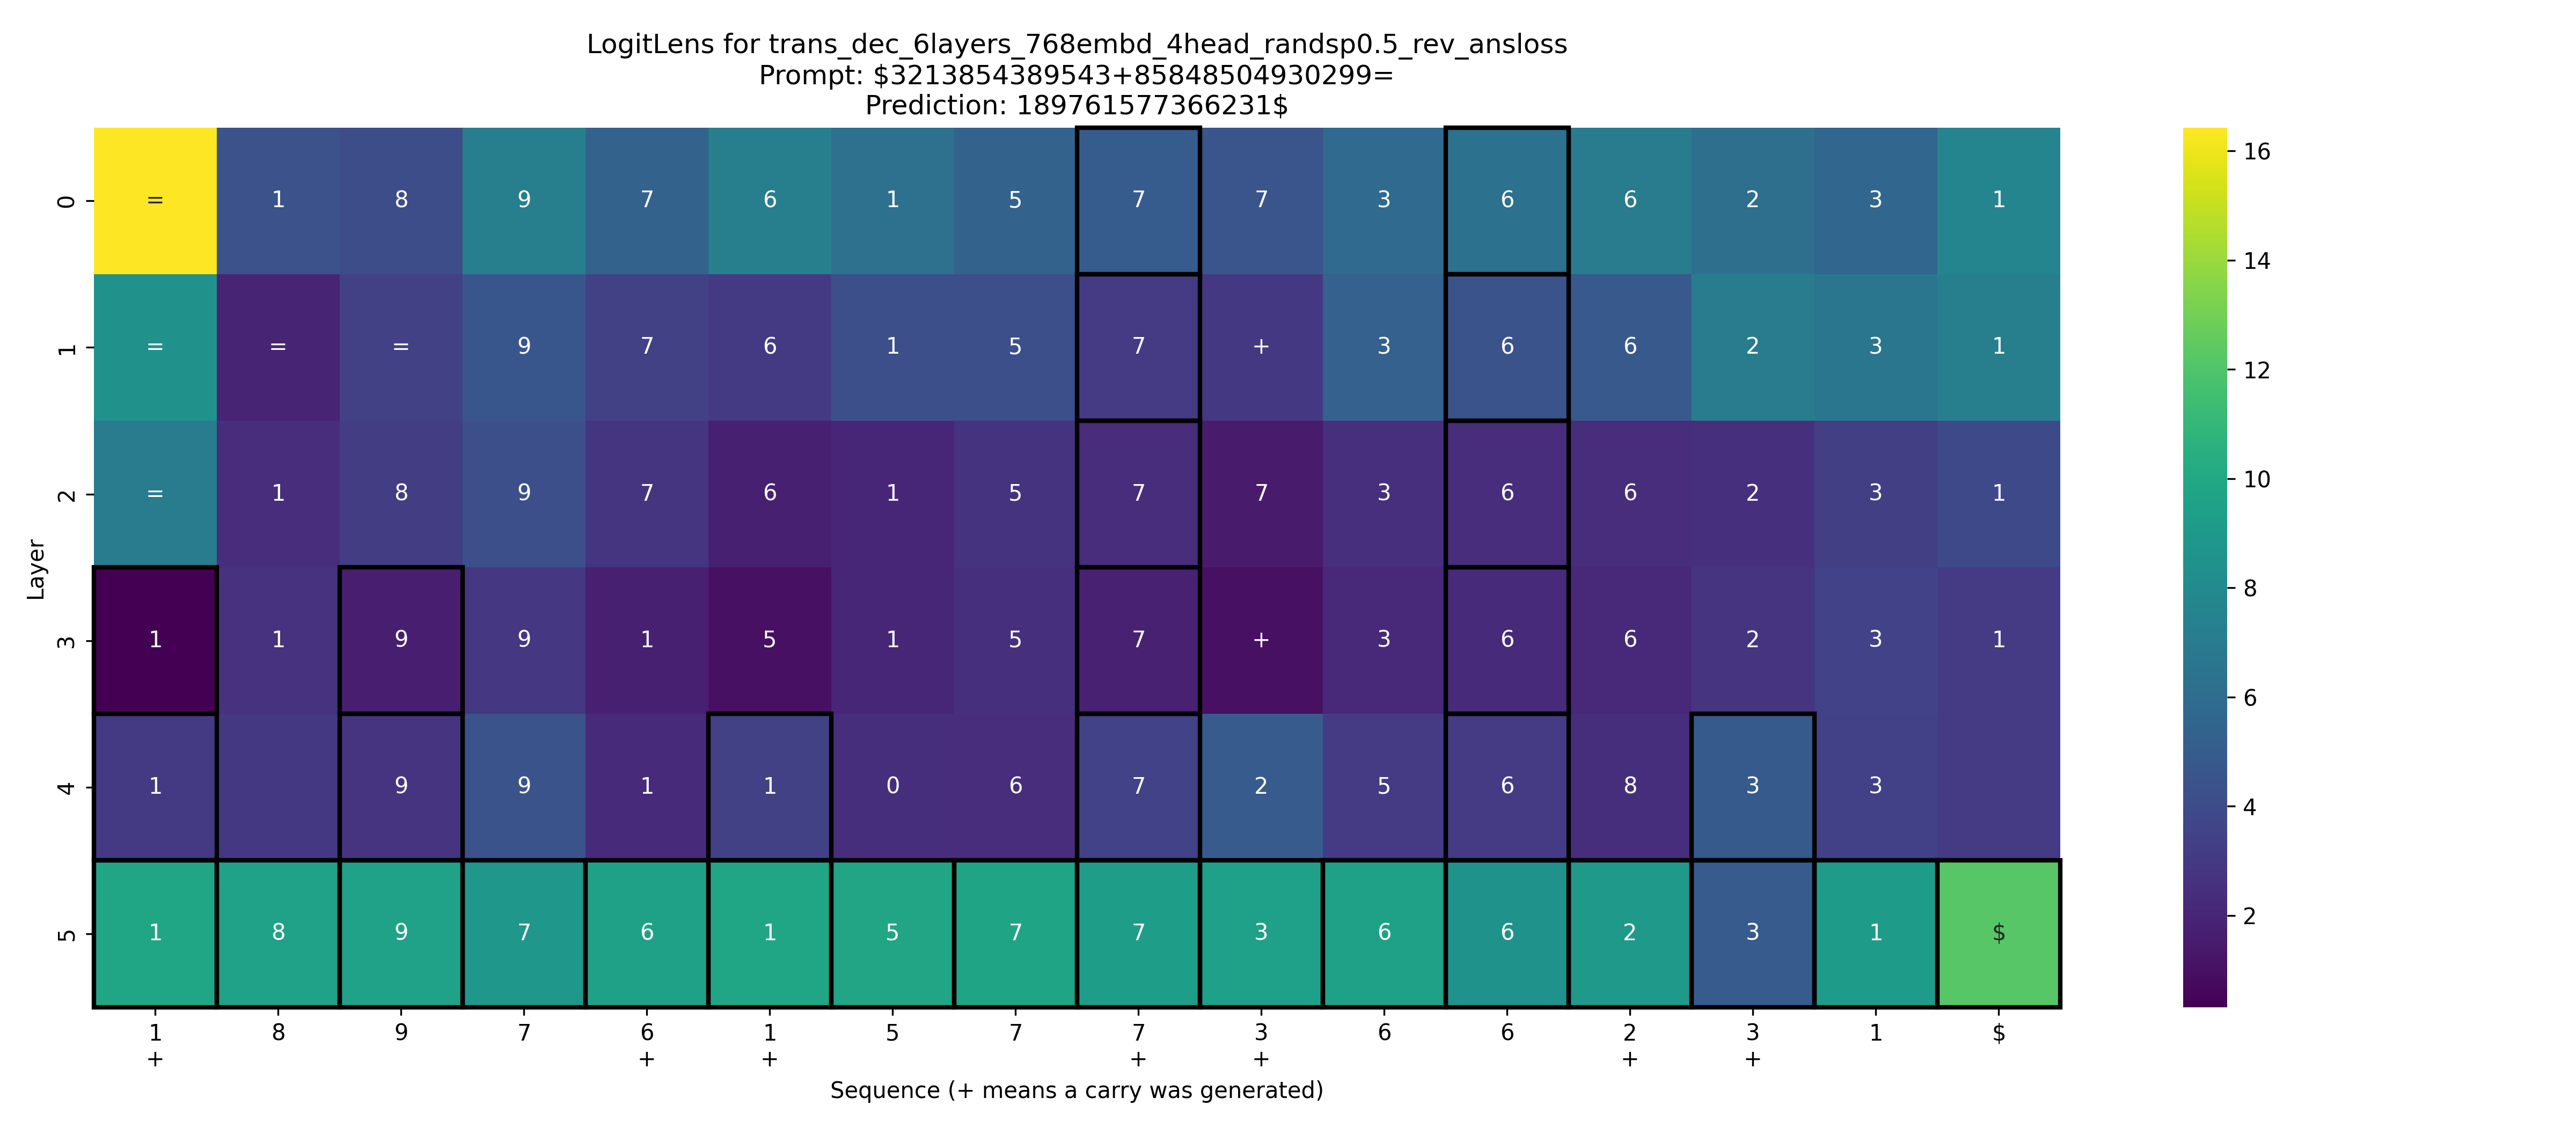 LogitLens for trans_dec_6layers_768embd_4head_randsp0.5_rev_ansloss
Prompt: $3213854389543+85848504930299=
Prediction: 189761577366231$
0 = 1 8 9 7 6 1 5 7 7 3 6 6 2 3 1
1 = = = 9 7 6 1 5 7 + 3 6 6 2 3 1
2 = 1 8 9 7 6 1 5 7 7 3 6 6 2 3 1
3 1 1 9 9 1 5 1 5 7 + 3 6 6 2 3 1
4 1 9 9 1 1 0 6 7 2 5 6 8 3 3
5 1 8 9 7 6 1 5 7 7 3 6 6 2 3 1 $
Layer
1 8 9 7 6 1 5 7 7 3 6 6 2 3 1 $
+ + + + + + +
Sequence (+ means a carry was generated)
16
14
12
10
8
6
4
2